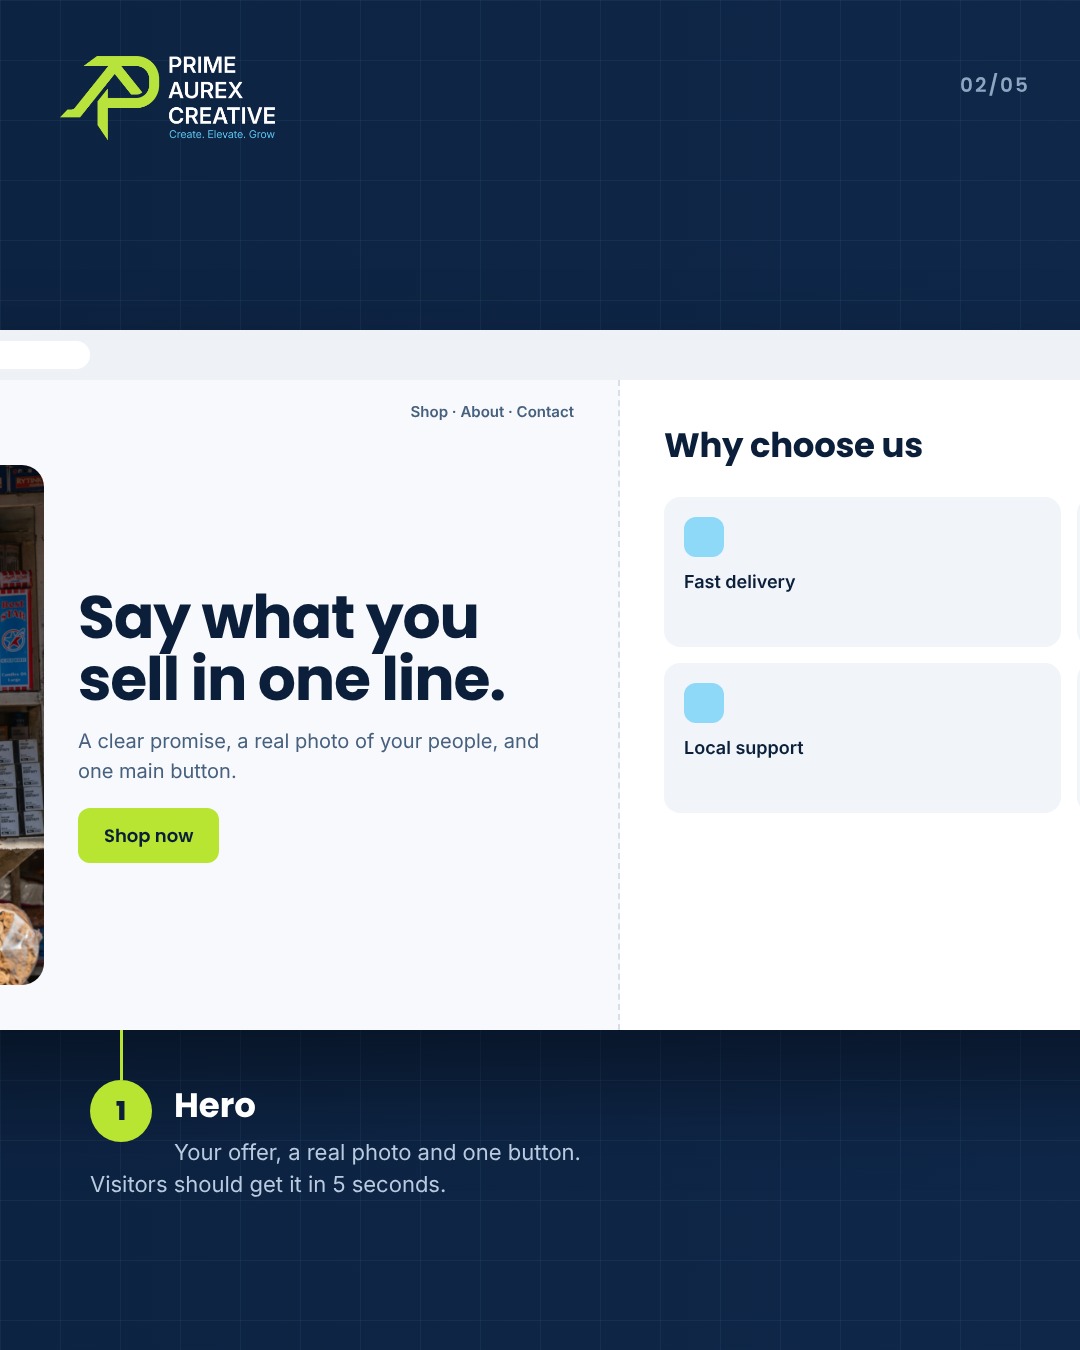 PRIME
AUREX
CREATIVE
Create. Elevate. Grow
02/05
Shop · About · Contact
Say what you
sell in one line.
A clear promise, a real photo of your people, and
one main button.
Shop now
Why choose us
Fast delivery
Local support
1
Hero
Your offer, a real photo and one button.
Visitors should get it in 5 seconds.